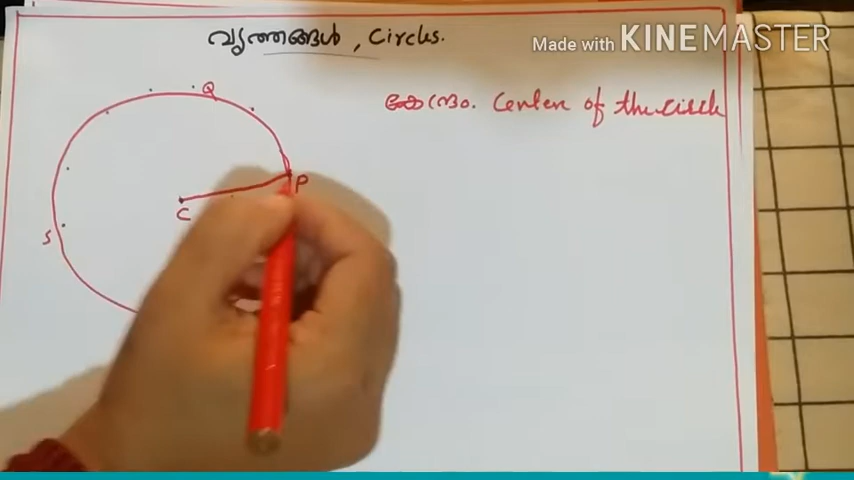 വൃത്തങ്ങൾ, Circles.
Made with KINEMASTER
കേന്ദ്രം. Center of the circle
Q
P
C
S